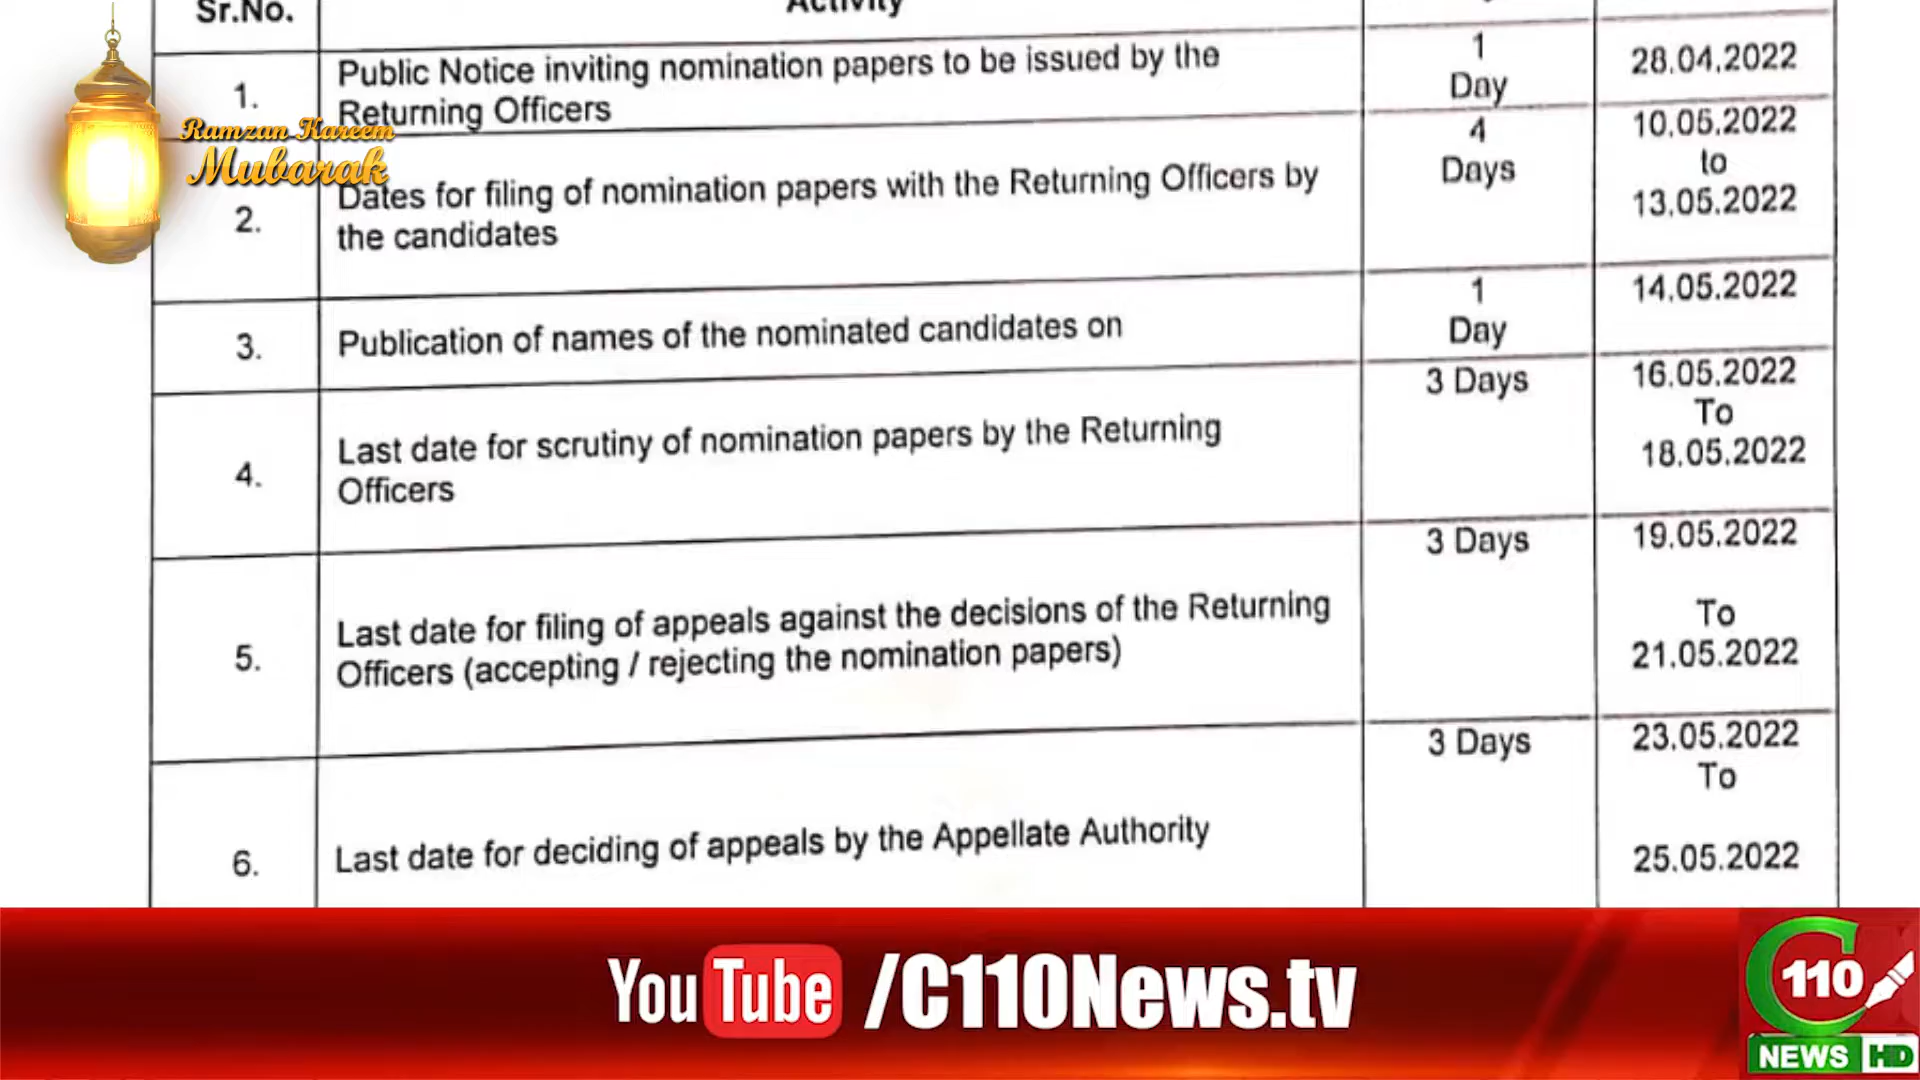 Sr.No.
Activity
1.
Public Notice inviting nomination papers to be issued by the
Returning Officers
1
Day
28.04.2022
Ramzan Kareem
Mubarak
2.
Dates for filing of nomination papers with the Returning Officers by
the candidates
4
Days
10.05.2022
to
13.05.2022
3.
Publication of names of the nominated candidates on
1
Day
14.05.2022
4.
Last date for scrutiny of nomination papers by the Returning
Officers
3 Days
16.05.2022
To
18.05.2022
5.
Last date for filing of appeals against the decisions of the Returning
Officers (accepting / rejecting the nomination papers)
3 Days
19.05.2022
To
21.05.2022
6.
Last date for deciding of appeals by the Appellate Authority
3 Days
23.05.2022
To
25.05.2022
YouTube /C110News.tv
C 110
NEWS HD